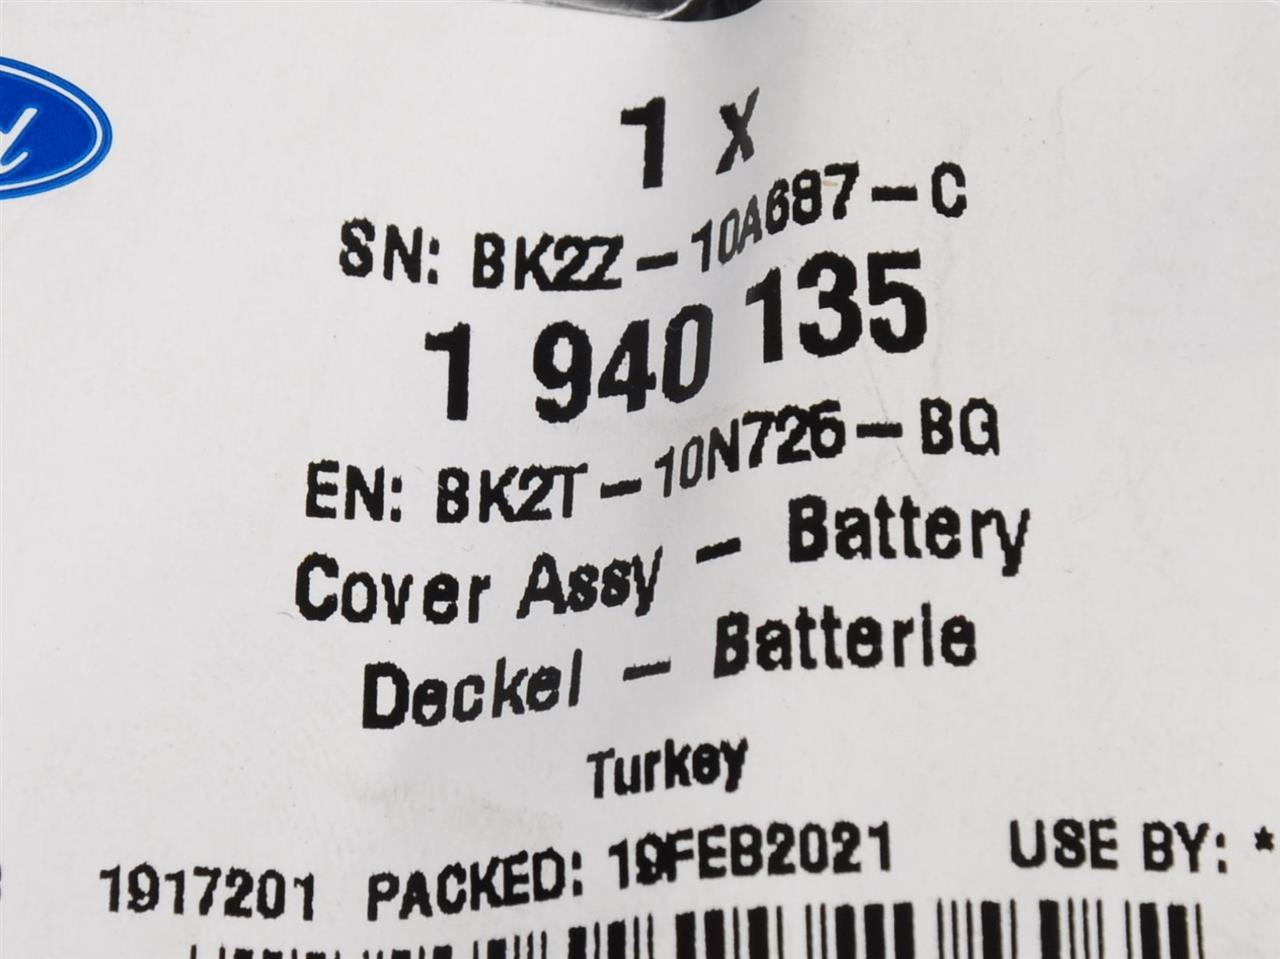 1 X
SN: BK2Z-10A687-C
1 940 135
EN: BK2T-10N726-BG
Cover Assy - Battery
Deckel - Batterie
Turkey
1917201 PACKED: 19FEB2021 USE BY: *